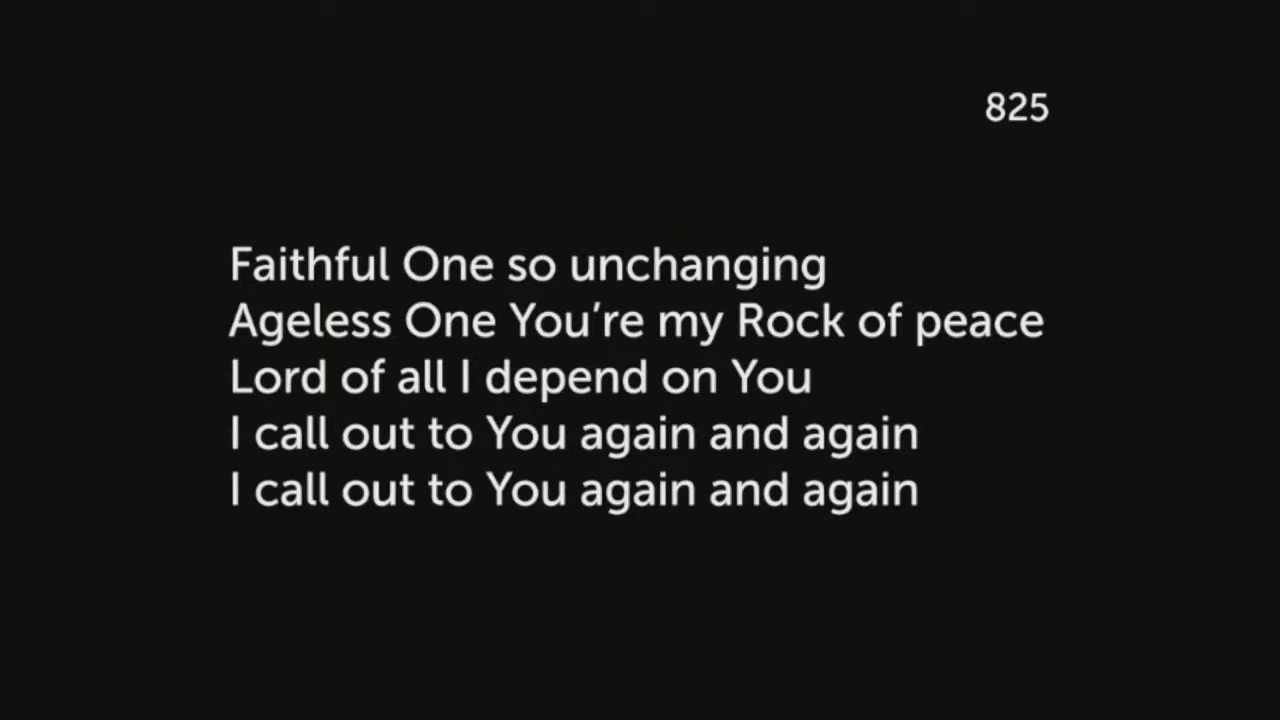 825
Faithful One so unchanging
Ageless One You’re my Rock of peace
Lord of all I depend on You
I call out to You again and again
I call out to You again and again